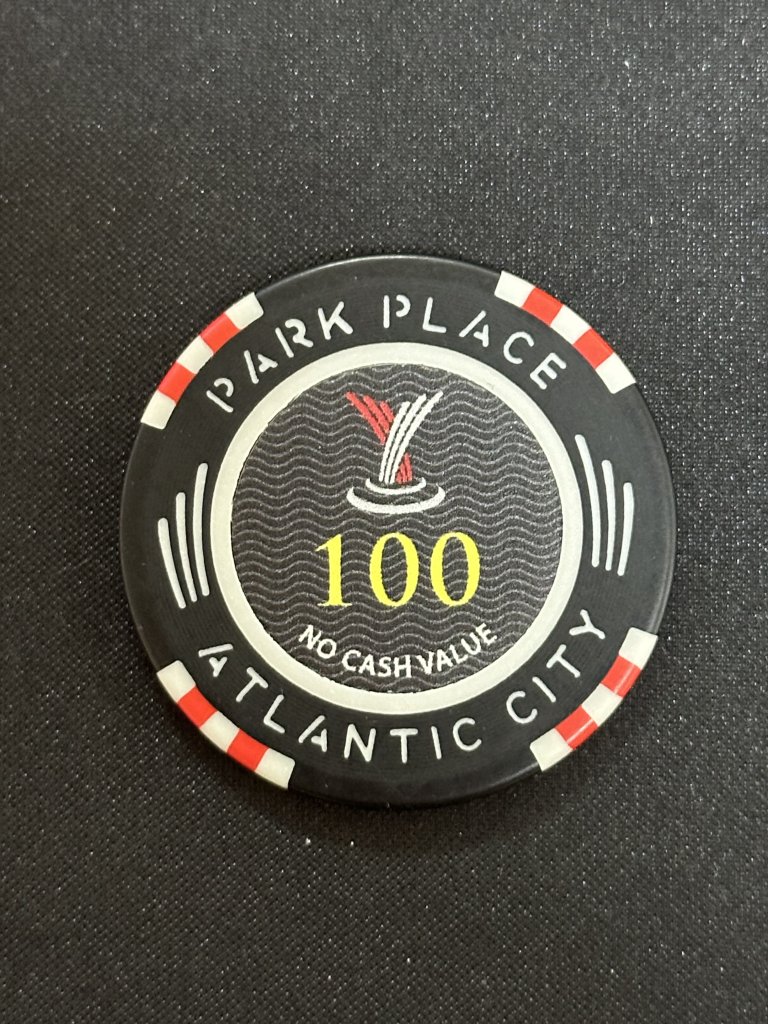 PARK PLACE
100
NO CASH VALUE
ATLANTIC CITY